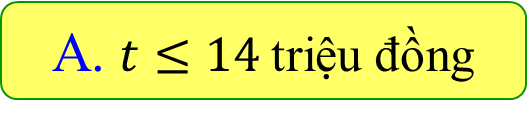 A. t ≤ 14 triệu đồng